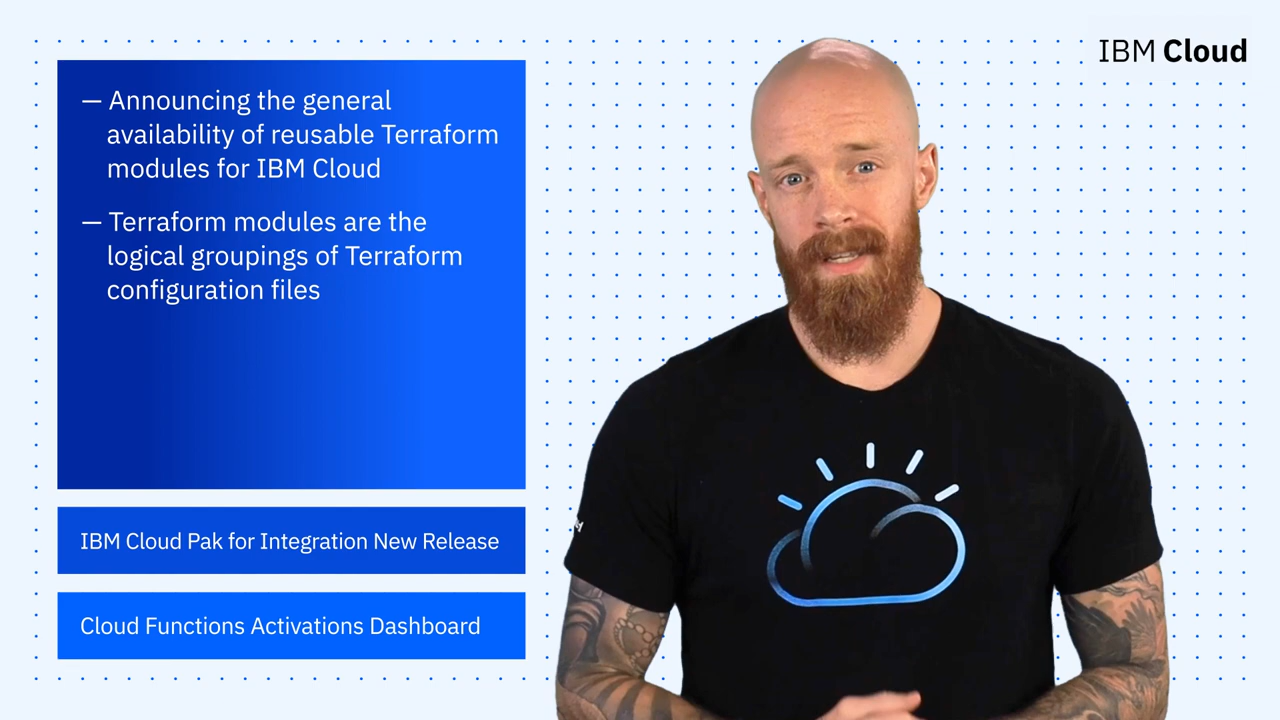 IBM Cloud
— Announcing the general
availability of reusable Terraform
modules for IBM Cloud
— Terraform modules are the
logical groupings of Terraform
configuration files
IBM Cloud Pak for Integration New Release
Cloud Functions Activations Dashboard